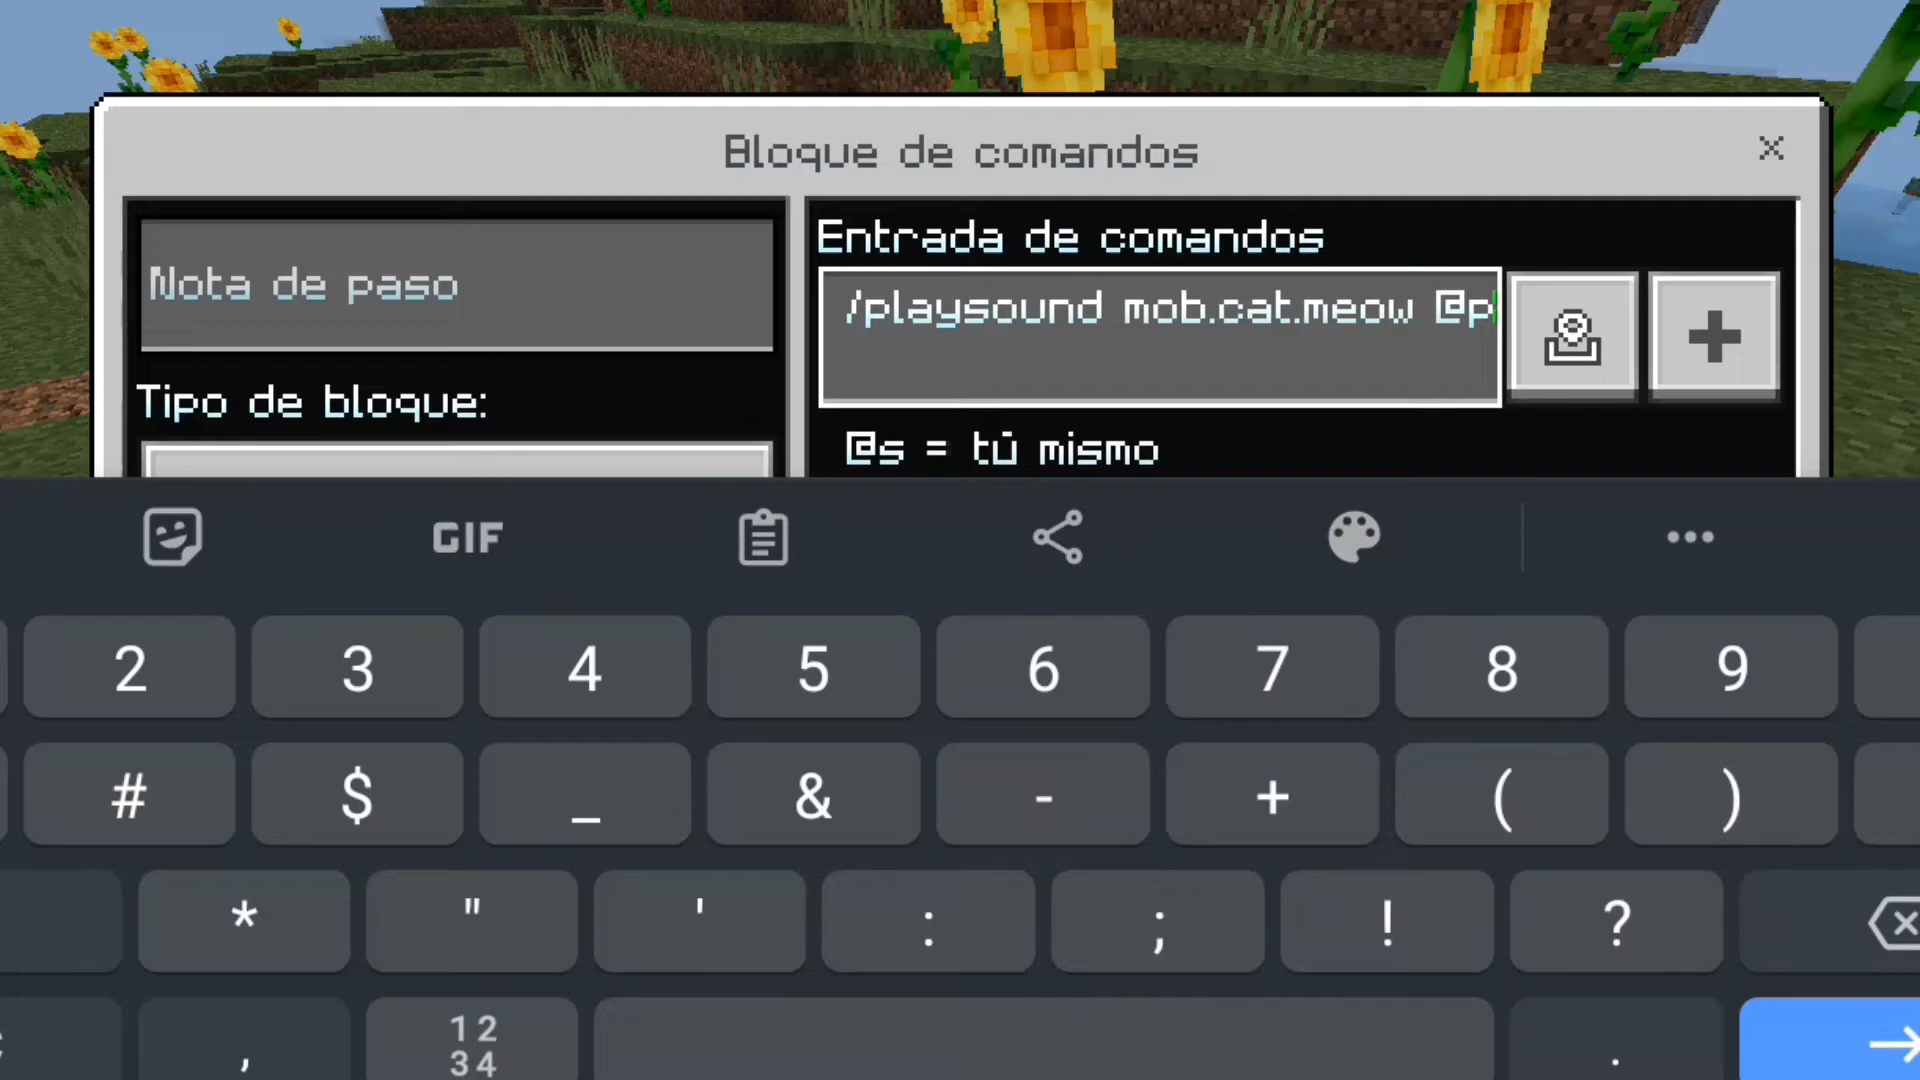 Bloque de comandos
Nota de paso
Tipo de bloque:
Entrada de comandos
/playsound mob.cat.meow @p
@s = tú mismo
GIF
2 3 4 5 6 7 8 9
# $ _ & - + ( )
* " ' : ; ! ?
, 12 .
34